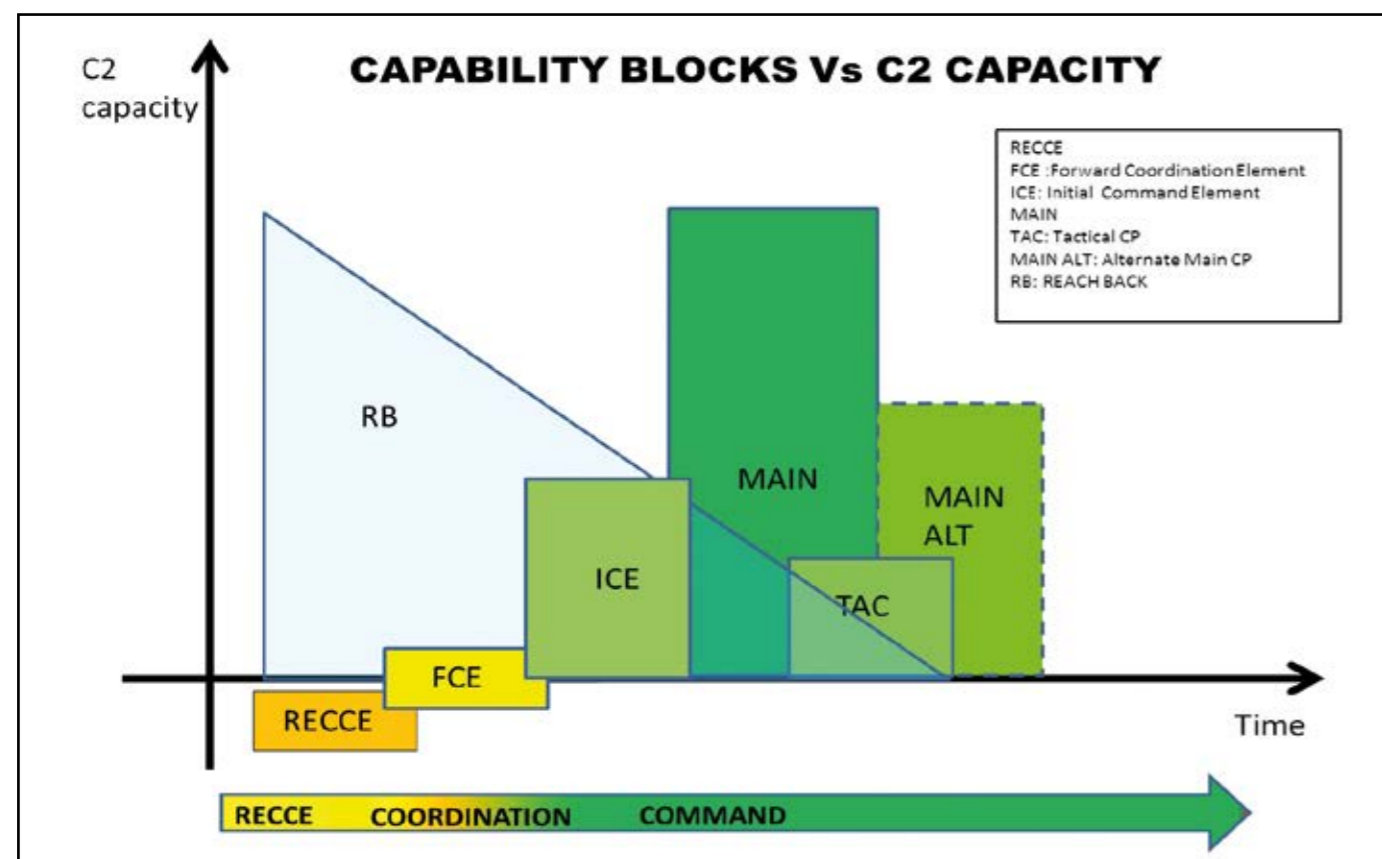 CAPABILITY BLOCKS Vs C2 CAPACITY
C2
capacity
RECCE
FCE :Forward Coordination Element
ICE: Initial Command Element
MAIN
TAC: Tactical CP
MAIN ALT: Alternate Main CP
RB: REACH BACK
RB
MAIN
MAIN
ALT
ICE
TAC
FCE
RECCE
Time
RECCE COORDINATION COMMAND